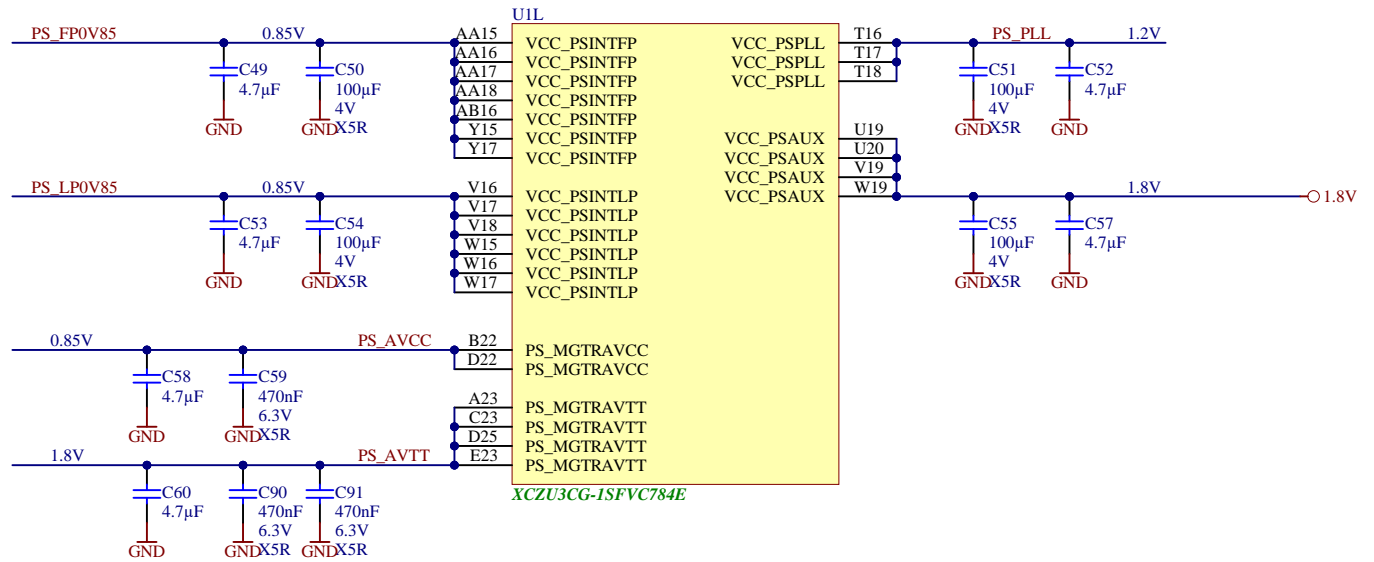 U1L
PS_FP0V85
0.85V
C49
4.7µF
GND
C50
100µF
4V
X5R
GND
AA15
VCC_PSINTFP
AA16
VCC_PSINTFP
AA17
VCC_PSINTFP
AA18
VCC_PSINTFP
AB16
VCC_PSINTFP
Y15
VCC_PSINTFP
Y17
VCC_PSINTFP
VCC_PSPLL
T16
VCC_PSPLL
T17
VCC_PSPLL
T18
PS_PLL
1.2V
C51
100µF
4V
X5R
GND
C52
4.7µF
GND
PS_LP0V85
0.85V
C53
4.7µF
GND
C54
100µF
4V
X5R
GND
V16
VCC_PSINTLP
V17
VCC_PSINTLP
V18
VCC_PSINTLP
W15
VCC_PSINTLP
W16
VCC_PSINTLP
W17
VCC_PSINTLP
VCC_PSAUX
U19
VCC_PSAUX
U20
VCC_PSAUX
V19
VCC_PSAUX
W19
1.8V
1.8V
C55
100µF
4V
X5R
GND
C57
4.7µF
GND
0.85V
PS_AVCC
C58
4.7µF
GND
C59
470nF
6.3V
X5R
GND
B22
PS_MGTRAVCC
D22
PS_MGTRAVCC
A23
PS_MGTRAVTT
C23
PS_MGTRAVTT
D25
PS_MGTRAVTT
E23
PS_MGTRAVTT
1.8V
PS_AVTT
C60
4.7µF
GND
C90
470nF
6.3V
X5R
GND
C91
470nF
6.3V
X5R
GND
XCZU3CG-1SFVC784E